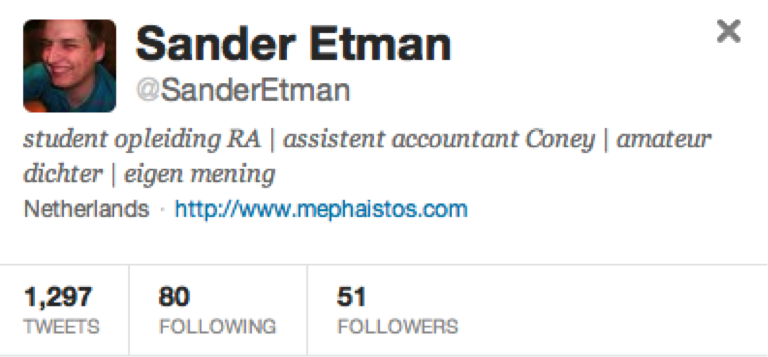 Sander Etman
@SanderEtman
student opleiding RA | assistent accountant Coney | amateur
dichter | eigen mening
Netherlands · http://www.mephaistos.com
1,297 80 51
TWEETS FOLLOWING FOLLOWERS